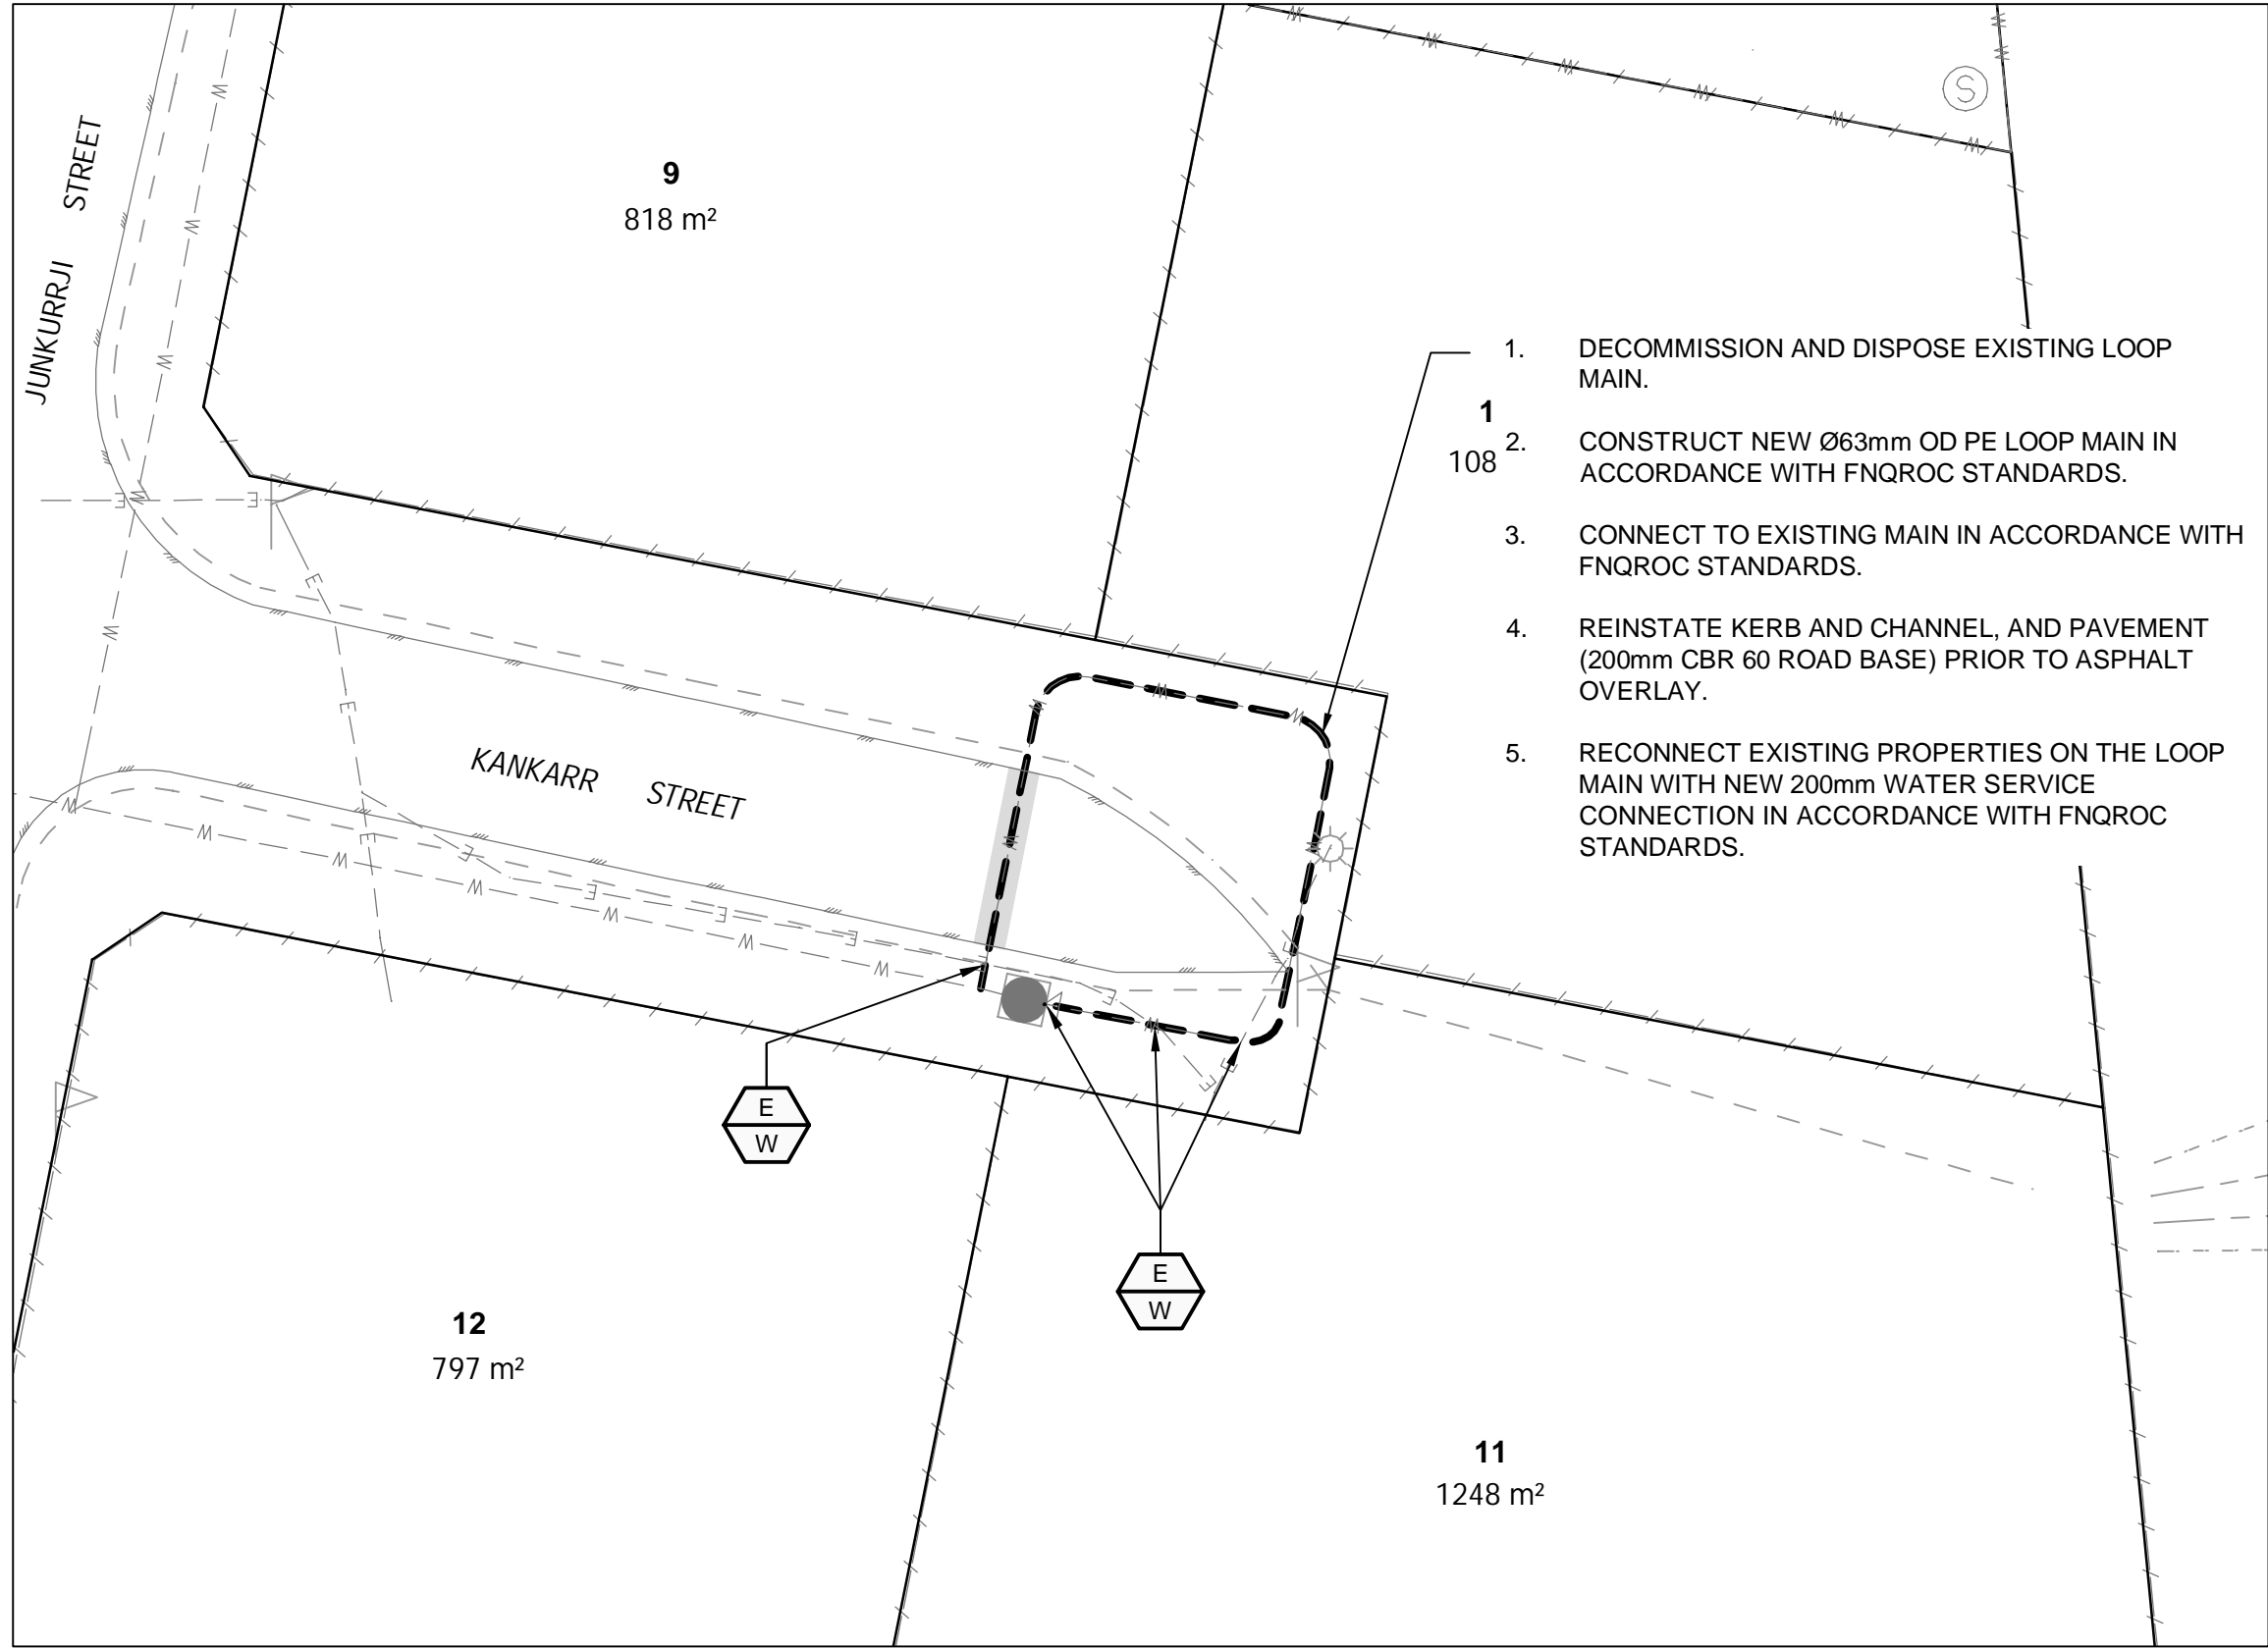 JUNKURRJI STREET
9
818 m²
1. DECOMMISSION AND DISPOSE EXISTING LOOP
MAIN.
1
108
2. CONSTRUCT NEW Ø63mm OD PE LOOP MAIN IN
ACCORDANCE WITH FNQROC STANDARDS.
3. CONNECT TO EXISTING MAIN IN ACCORDANCE WITH
FNQROC STANDARDS.
4. REINSTATE KERB AND CHANNEL, AND PAVEMENT
(200mm CBR 60 ROAD BASE) PRIOR TO ASPHALT
OVERLAY.
5. RECONNECT EXISTING PROPERTIES ON THE LOOP
MAIN WITH NEW 200mm WATER SERVICE
CONNECTION IN ACCORDANCE WITH FNQROC
STANDARDS.
S
KANKARR STREET
E
W
E
W
12
797 m²
11
1248 m²